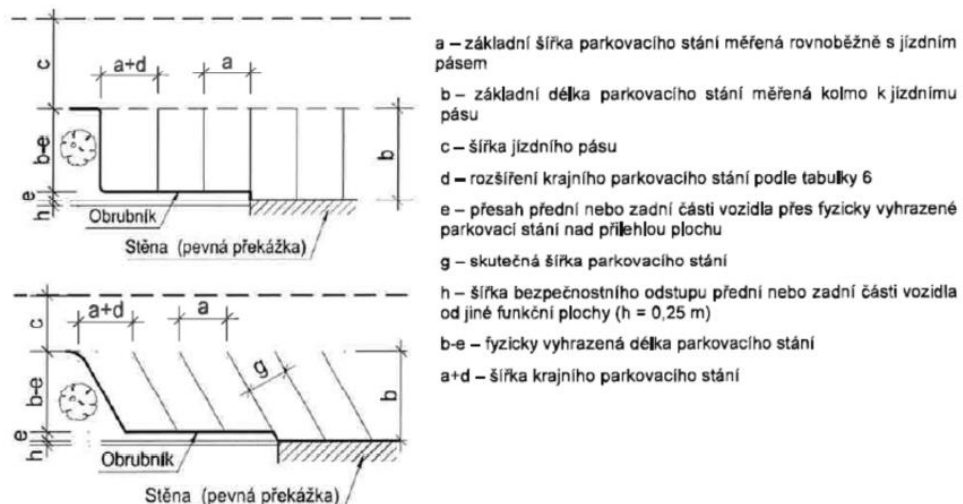 c
a+d
a
b-e
b
e
h
Obrubník
Stěna (pevná překážka)
c
a+d
a
g
b-e
b
e
h
Obrubník
Stěna (pevná překážka)
a – základní šířka parkovacího stání měřená rovnoběžně s jízdním
pásem
b – základní délka parkovacího stání měřená kolmo k jízdnímu
pásu
c – šířka jízdního pásu
d – rozšíření krajního parkovacího stání podle tabulky 6
e – přesah přední nebo zadní části vozidla přes fyzicky vyhrazené
parkovací stání nad přilehlou plochu
g – skutečná šířka parkovacího stání
h – šířka bezpečnostního odstupu přední nebo zadní části vozidla
od jiné funkční plochy (h = 0,25 m)
b-e – fyzicky vyhrazená délka parkovacího stání
a+d – šířka krajního parkovacího stání